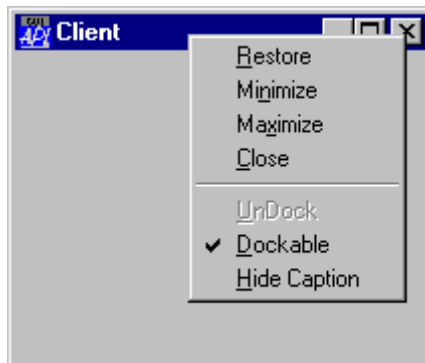 Client
Restore
Minimize
Maximize
Close
UnDock
Dockable
Hide Caption